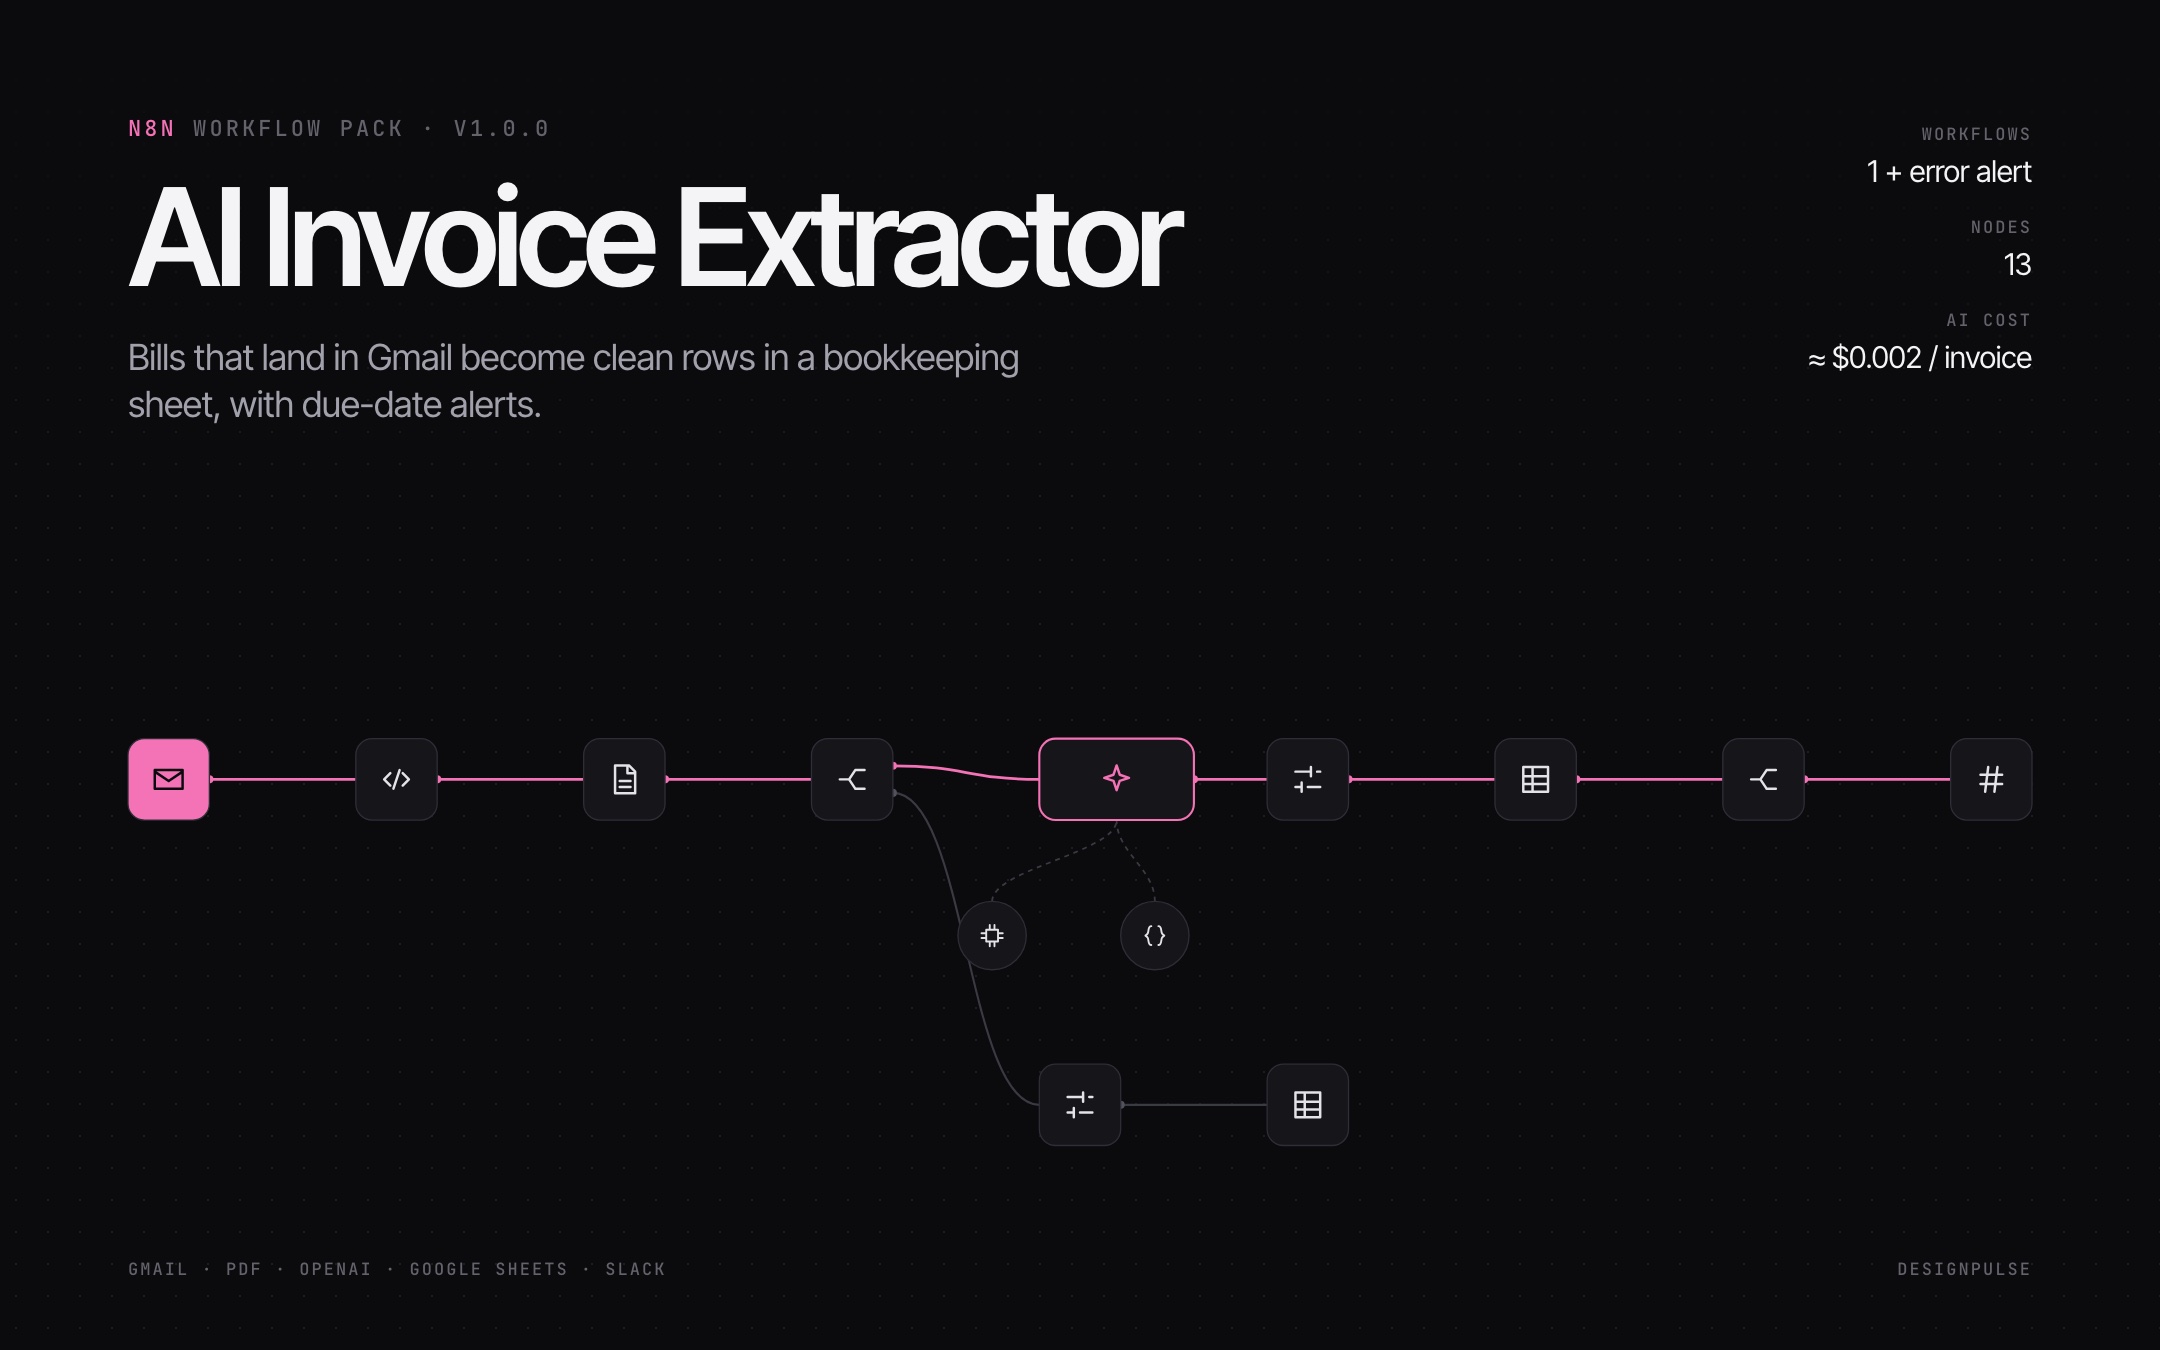 N8N WORKFLOW PACK · V1.0.0
AI Invoice Extractor
Bills that land in Gmail become clean rows in a bookkeeping
sheet, with due-date alerts.
WORKFLOWS
1 + error alert
NODES
13
AI COST
≈ $0.002 / invoice
GMAIL · PDF · OPENAI · GOOGLE SHEETS · SLACK
DESIGNPULSE